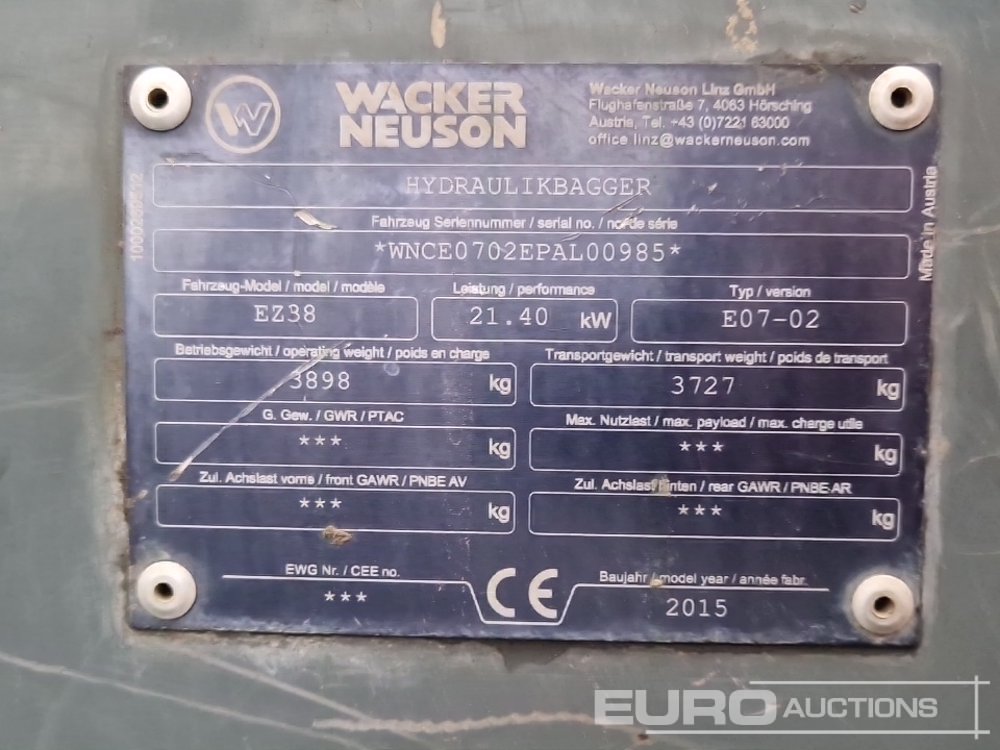 WACKER
NEUSON
Wacker Neuson Linz GmbH
Flughafenstraße 7, 4063 Hörsching
Austria, Tel. +43 (0)7221 63000
office.linz@wackerneuson.com
HYDRAULIKBAGGER
Fahrzeug Seriennummer / serial no. / no. de série
*WNCE0702EPAL00985*
Fahrzeug-Model / model / modèle
Leistung / performance
Typ / version
EZ38
21.40 kW
E07-02
Betriebsgewicht / operating weight / poids en charge
Transportgewicht / transport weight / poids de transport
3898 kg
3727 kg
G. Gew. / GWR / PTAC
Max. Nutzlast / max. payload / max. charge utile
*** kg
*** kg
Zul. Achslast vorne / front GAWR / PNBE AV
Zul. Achslast hinten / rear GAWR / PNBE AR
*** kg
*** kg
EWG Nr. / CEE no.
***
CE
Baujahr / model year / année fabr.
2015
Made in Austria
EURO AUCTIONS